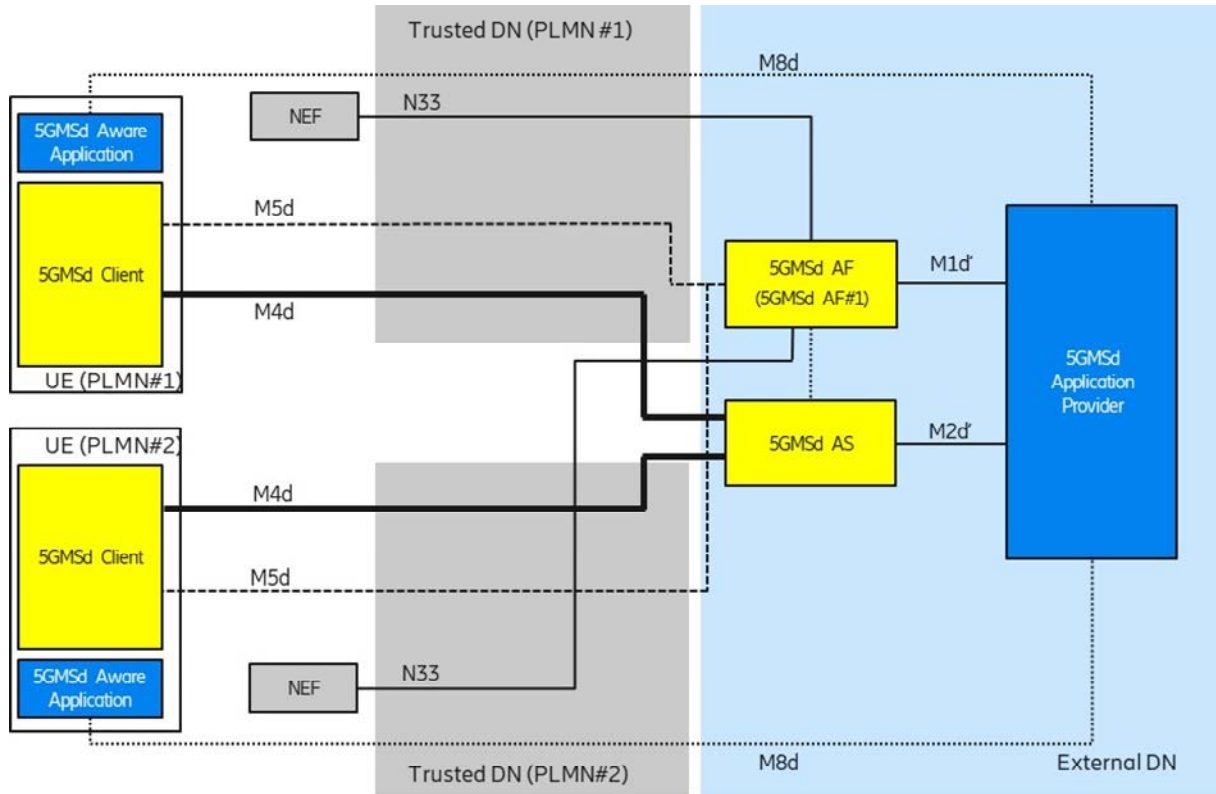 Trusted DN (PLMN #1)
M8d
N33
NEF
5GMSd Aware
Application
M5d
5GMSd Client
5GMSd AF
(5GMSd AF#1)
M1d'
M4d
UE (PLMN#1)
5GMSd
Application
Provider
UE (PLMN#2)
5GMSd AS
M2d'
M4d
5GMSd Client
M5d
5GMSd Aware
Application
NEF
N33
M8d
External DN
Trusted DN (PLMN#2)